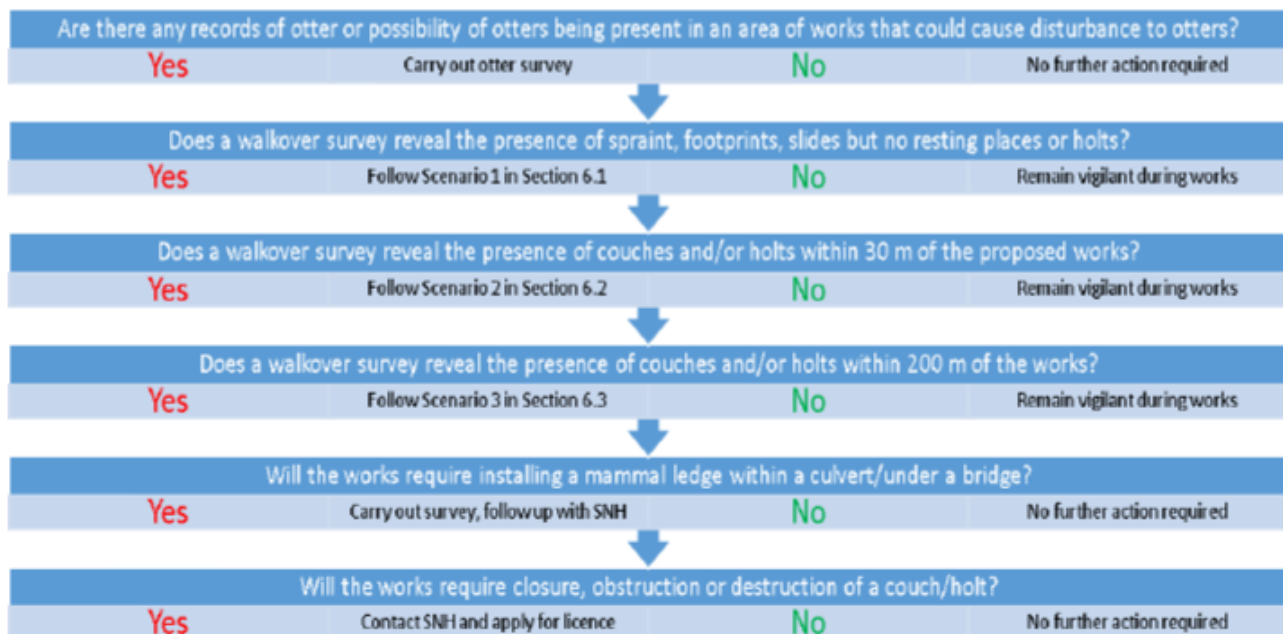 Are there any records of otter or possibility of otters being present in an area of works that could cause disturbance to otters?
Yes Carry out otter survey No No further action required
Does a walkover survey reveal the presence of spraint, footprints, slides but no resting places or holts?
Yes Follow Scenario 1 in Section 6.1 No Remain vigilant during works
Does a walkover survey reveal the presence of couches and/or holts within 30 m of the proposed works?
Yes Follow Scenario 2 in Section 6.2 No Remain vigilant during works
Does a walkover survey reveal the presence of couches and/or holts within 200 m of the works?
Yes Follow Scenario 3 in Section 6.3 No Remain vigilant during works
Will the works require installing a mammal ledge within a culvert/under a bridge?
Yes Carry out survey, follow up with SNH No No further action required
Will the works require closure, obstruction or destruction of a couch/holt?
Yes Contact SNH and apply for licence No No further action required